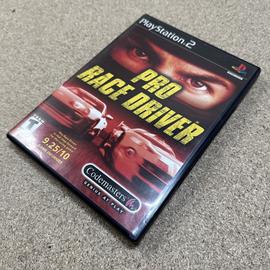 PlayStation®2
PRO
RACE DRIVER
T
9.25/10
Codemasters
GENIUS AT PLAY